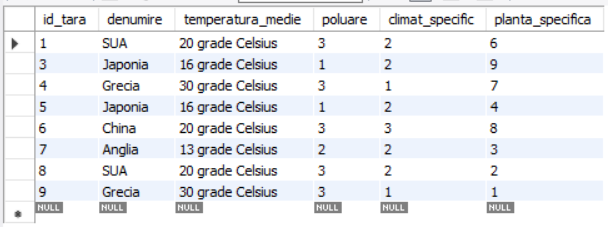 id_tara denumire temperatura_medie poluare climat_specific planta_specifica
1 SUA 20 grade Celsius 3 2 6
3 Japonia 16 grade Celsius 1 2 9
4 Grecia 30 grade Celsius 3 1 7
5 Japonia 16 grade Celsius 1 2 4
6 China 20 grade Celsius 3 3 8
7 Anglia 13 grade Celsius 2 2 3
8 SUA 20 grade Celsius 3 2 2
9 Grecia 30 grade Celsius 3 1 1
NULL NULL NULL NULL NULL NULL